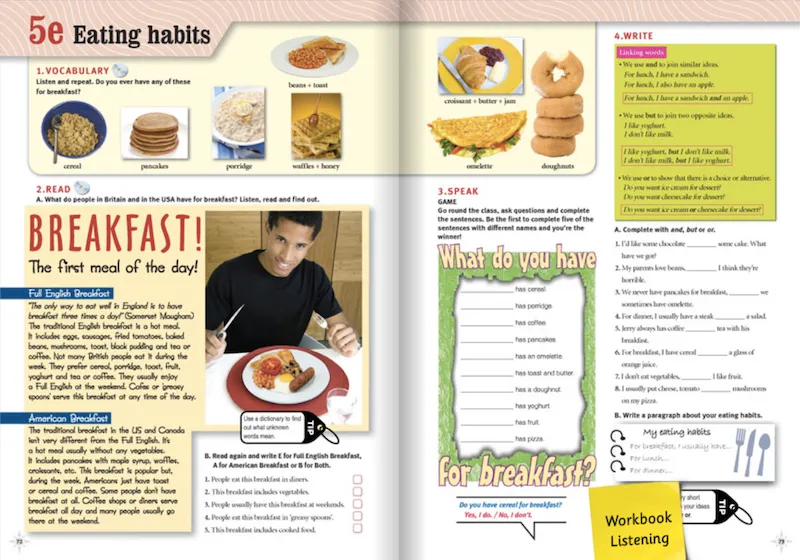 5e Eating habits
1.VOCABULARY
Listen and repeat. Do you ever have any of these
for breakfast?
beans + toast
cereal
pancakes
porridge
waffles + honey
2.READ
A. What do people in Britain and in the USA have for breakfast? Listen, read and find out.
BREAKFAST!
The first meal of the day!
Full English Breakfast
"The only way to eat well in England is to have
breakfast three times a day!" (Somerset Maugham)
The traditional English breakfast is a hot meal.
It includes eggs, sausages, fried tomatoes, baked
beans, mushrooms, toast, black pudding and tea or
coffee. Not many British people eat it during the
week. They prefer cereal, porridge, toast, fruit,
yoghurt and tea or coffee. They usually enjoy
a Full English at the weekend. Cafes or 'greasy
spoons' serve this breakfast at any time of the day.
American Breakfast
The traditional breakfast in the US and Canada
isn't very different from the Full English. It's
a hot meal usually without any vegetables.
It includes pancakes with maple syrup, waffles,
croissants, etc. This breakfast is popular but,
during the week, Americans just have toast
or cereal and coffee. Some people don't have
breakfast at all. Coffee shops or diners serve
breakfast all day and many people usually go
there at the weekend.
Use a dictionary to find
out what unknown
words mean.
TIP
B. Read again and write E for Full English Breakfast,
A for American Breakfast or B for Both.
1. People eat this breakfast in diners.
2. This breakfast includes vegetables.
3. People usually have this breakfast at weekends.
4. People eat this breakfast in 'greasy spoons'.
5. This breakfast includes cooked food.
72
croissant + butter + jam
omelette
doughnuts
3.SPEAK
GAME
Go round the class, ask questions and complete
the sentences. Be the first to complete five of the
sentences with different names and you're the
winner!
What do you have
____________ has cereal.
____________ has porridge.
____________ has coffee.
____________ has pancakes.
____________ has an omelette.
____________ has toast and butter.
____________ has a doughnut.
____________ has yoghurt.
____________ has fruit.
____________ has pizza.
for breakfast?
Do you have cereal for breakfast?
Yes, I do. / No, I don't.
4.WRITE
Linking words
• We use and to join similar ideas.
For lunch, I have a sandwich.
For lunch, I also have an apple.
For lunch, I have a sandwich and an apple.
• We use but to join two opposite ideas.
I like yoghurt.
I don't like milk.
I like yoghurt, but I don't like milk.
I don't like milk, but I like yoghurt.
• We use or to show that there is a choice or alternative.
Do you want ice cream for dessert?
Do you want cheesecake for dessert?
Do you want ice cream or cheesecake for dessert?
A. Complete with and, but or or.
1. I'd like some chocolate ________ some cake. What
have we got?
2. My parents love beans, ________ I think they're
horrible.
3. We never have pancakes for breakfast, ________ we
sometimes have omelette.
4. For dinner, I usually have a steak ________ a salad.
5. Jerry always has coffee ________ tea with his
breakfast.
6. For breakfast, I have cereal ________ a glass of
orange juice.
7. I don't eat vegetables, ________ I like fruit.
8. I usually put cheese, tomato ________ mushrooms
on my pizza.
B. Write a paragraph about your eating habits.
My eating habits
For breakfast, I usually have...
For lunch....
For dinner....
short
your ideas
or.
TIP
Workbook
Listening
73